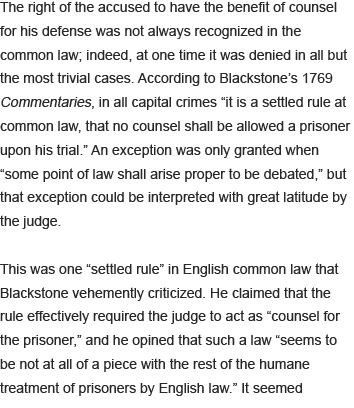 The right of the accused to have the benefit of counsel
for his defense was not always recognized in the
common law; indeed, at one time it was denied in all but
the most trivial cases. According to Blackstone’s 1769
Commentaries, in all capital crimes “it is a settled rule at
common law, that no counsel shall be allowed a prisoner
upon his trial.” An exception was only granted when
“some point of law shall arise proper to be debated,” but
that exception could be interpreted with great latitude by
the judge.
This was one “settled rule” in English common law that
Blackstone vehemently criticized. He claimed that the
rule effectively required the judge to act as “counsel for
the prisoner,” and he opined that such a law “seems to
be not at all of a piece with the rest of the humane
treatment of prisoners by English law.” It seemed